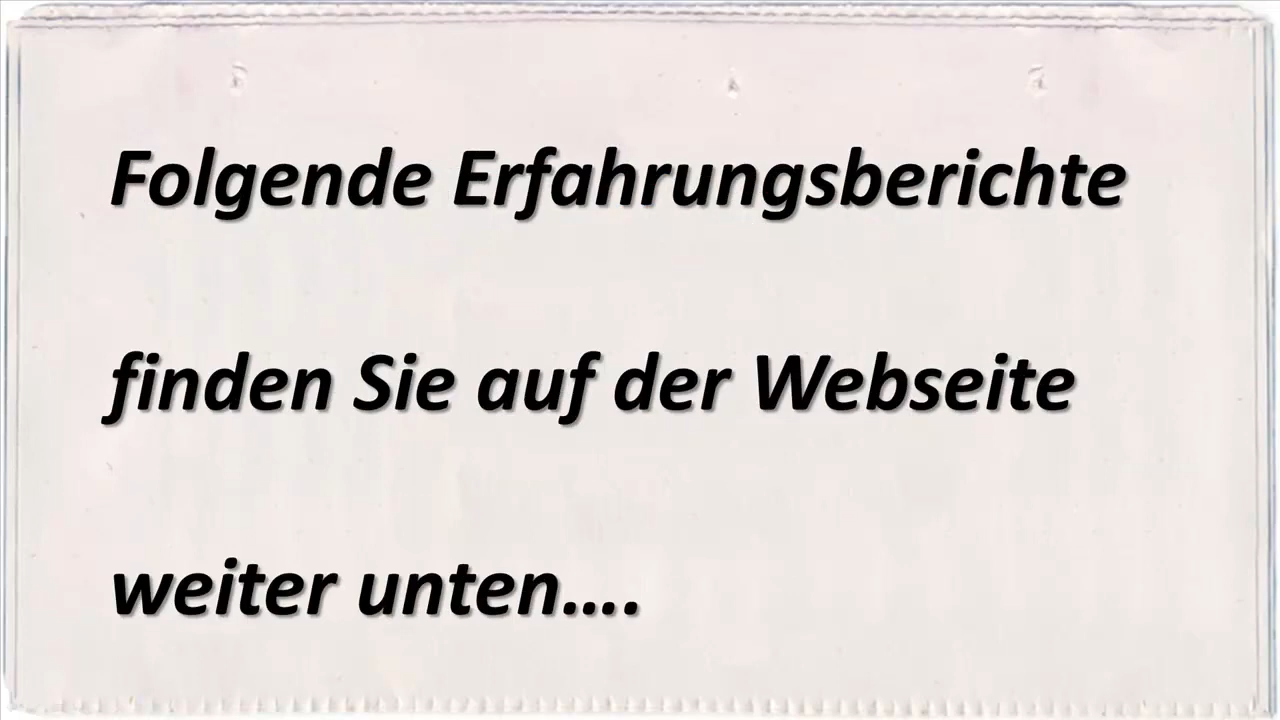 Folgende Erfahrungsberichte
finden Sie auf der Webseite
weiter unten….